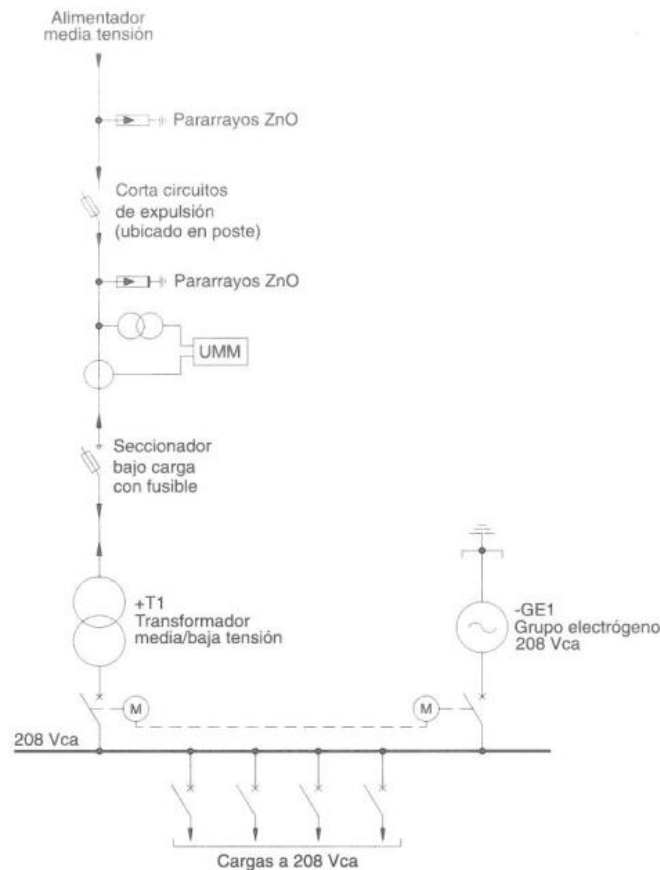 Alimentador
media tensión
Pararrayos ZnO
Corta circuitos
de expulsión
(ubicado en poste)
Pararrayos ZnO
UMM
Seccionador
bajo carga
con fusible
+T1
Transformador
media/baja tensión
-GE1
Grupo electrógeno
208 Vca
M
M
208 Vca
Cargas a 208 Vca